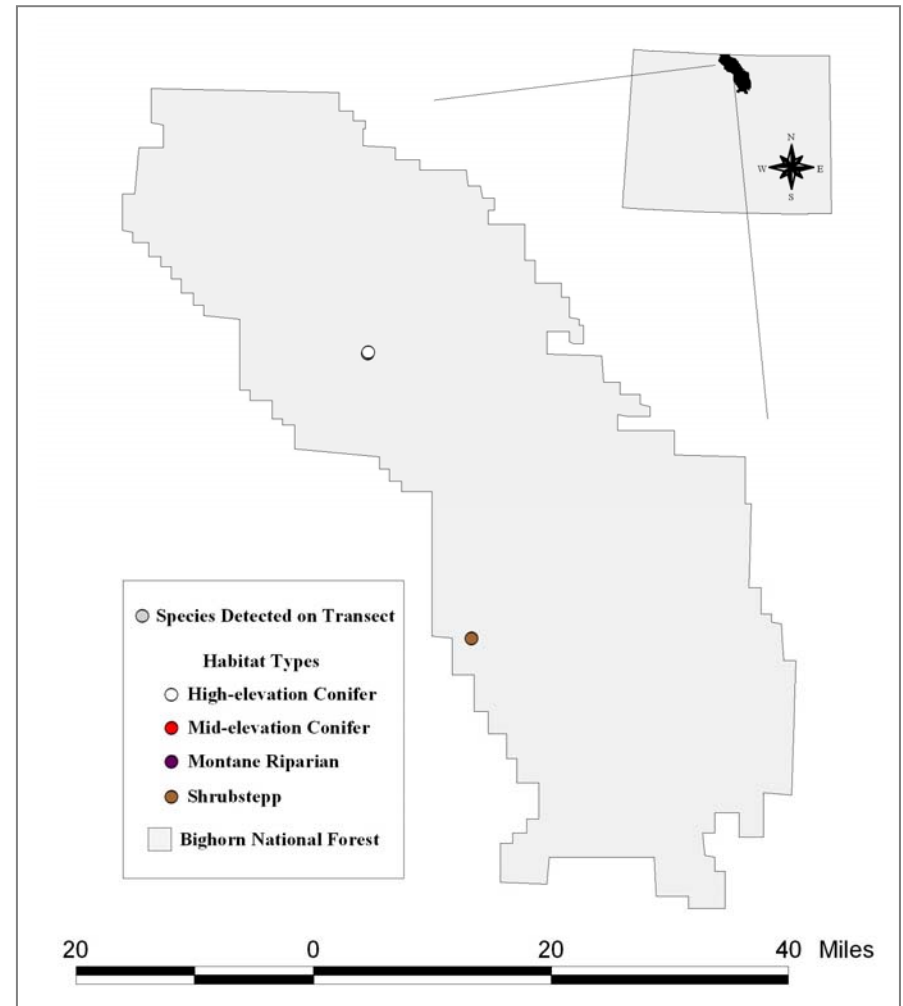 N
W E
S
Species Detected on Transect
Habitat Types
High-elevation Conifer
Mid-elevation Conifer
Montane Riparian
Shrubstepp
Bighorn National Forest
20 0 20 40 Miles